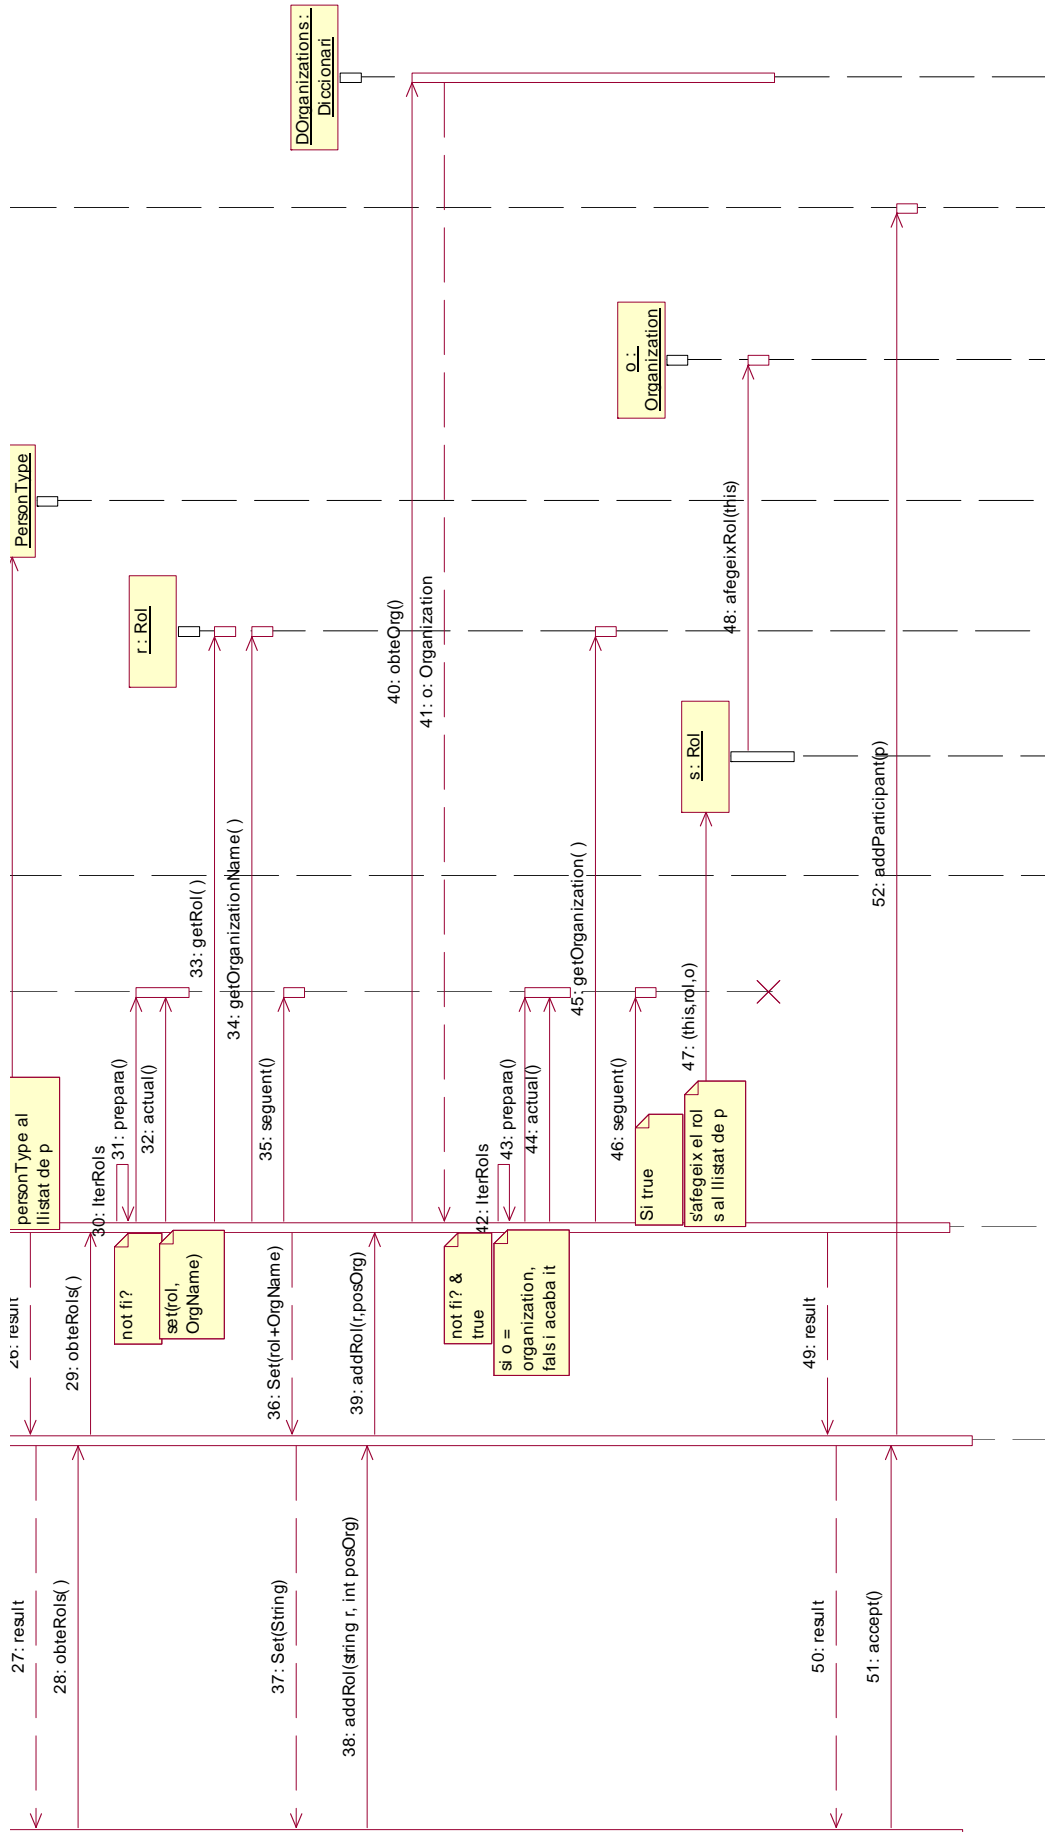 DOrganizations :
Diccionari
PersonType
o :
Organization
r : Rol
s : Rol
personType al
llistat de p
26: result
27: result
28: obteRols( )
29: obteRols( )
30: IterRols
31: prepara()
32: actual()
not fi?
set(rol,
OrgName)
33: getRol( )
34: getOrganizationName( )
35: seguent()
36: Set(rol+OrgName)
37: Set(String)
38: addRol(string r, int posOrg)
39: addRol(r,posOrg)
40: obteOrg()
41: o: Organization
42: IterRols
43: prepara()
44: actual()
not fi? &
true
si o =
organization,
fals i acaba it
45: getOrganization( )
46: seguent()
Si true
47: (this,rol,o)
s'afegeix el rol
s al llistat de p
48: afegeixRol(this)
49: result
50: result
51: accept()
52: addParticipant(p)